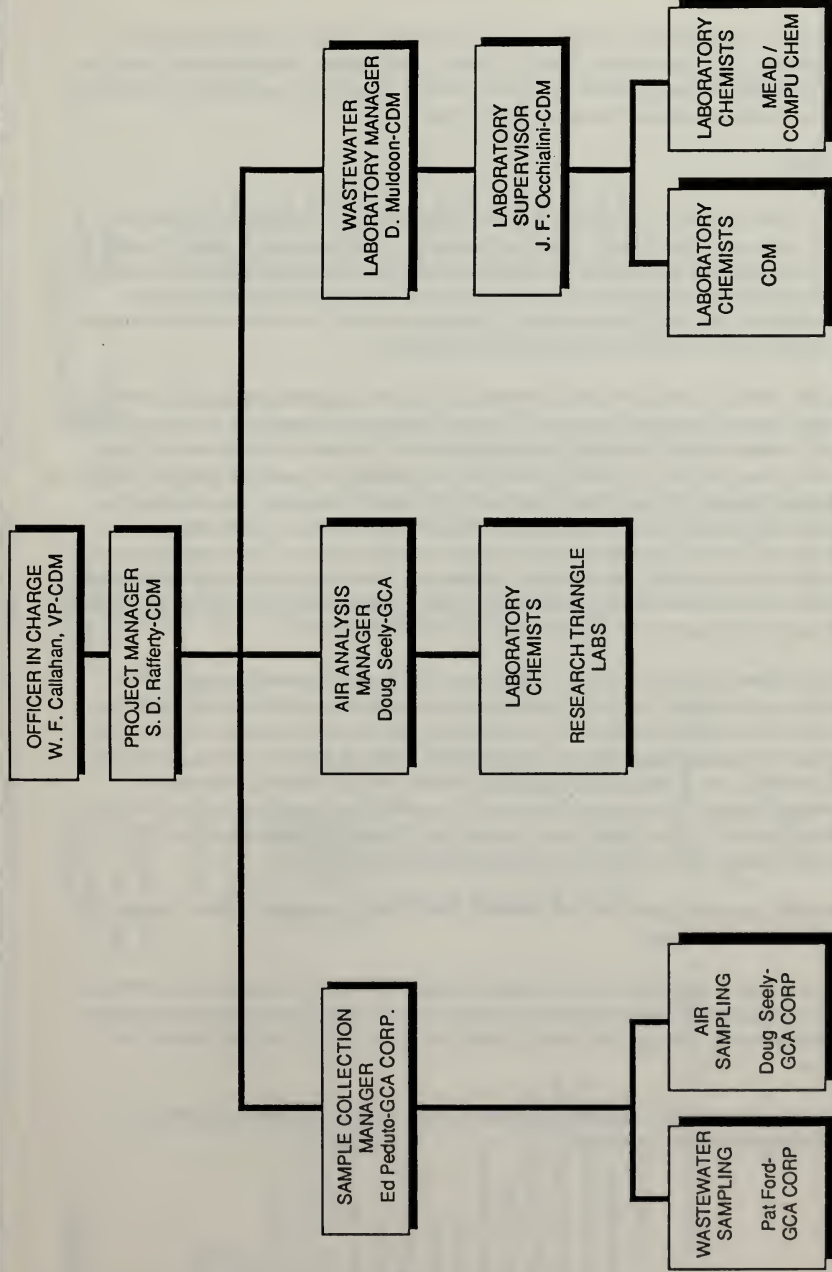 OFFICER IN CHARGE
W. F. Callahan, VP-CDM
PROJECT MANAGER
S. D. Rafferty-CDM
SAMPLE COLLECTION
MANAGER
Ed Peduto-GCA CORP.
AIR ANALYSIS
MANAGER
Doug Seely-GCA
WASTEWATER
LABORATORY MANAGER
D. Muldoon-CDM
LABORATORY
CHEMISTS
RESEARCH TRIANGLE
LABS
LABORATORY
SUPERVISOR
J. F. Occhialini-CDM
WASTEWATER
SAMPLING
Pat Ford-
GCA CORP
AIR
SAMPLING
Doug Seely-
GCA CORP
LABORATORY
CHEMISTS
CDM
LABORATORY
CHEMISTS
MEAD /
COMPU CHEM